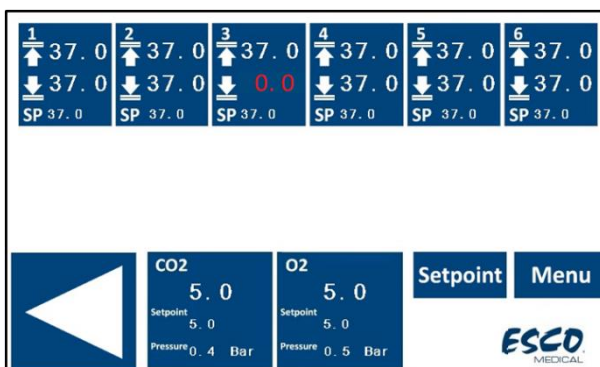 1 2 3 4 5 6
37.0 37.0 37.0 37.0 37.0 37.0
37.0 37.0 0.0 37.0 37.0 37.0
SP 37.0 SP 37.0 SP 37.0 SP 37.0 SP 37.0 SP 37.0
CO2
5.0
Setpoint
5.0
Pressure 0.4 Bar
O2
5.0
Setpoint
5.0
Pressure 0.5 Bar
Setpoint
Menu
ESCO
MEDICAL